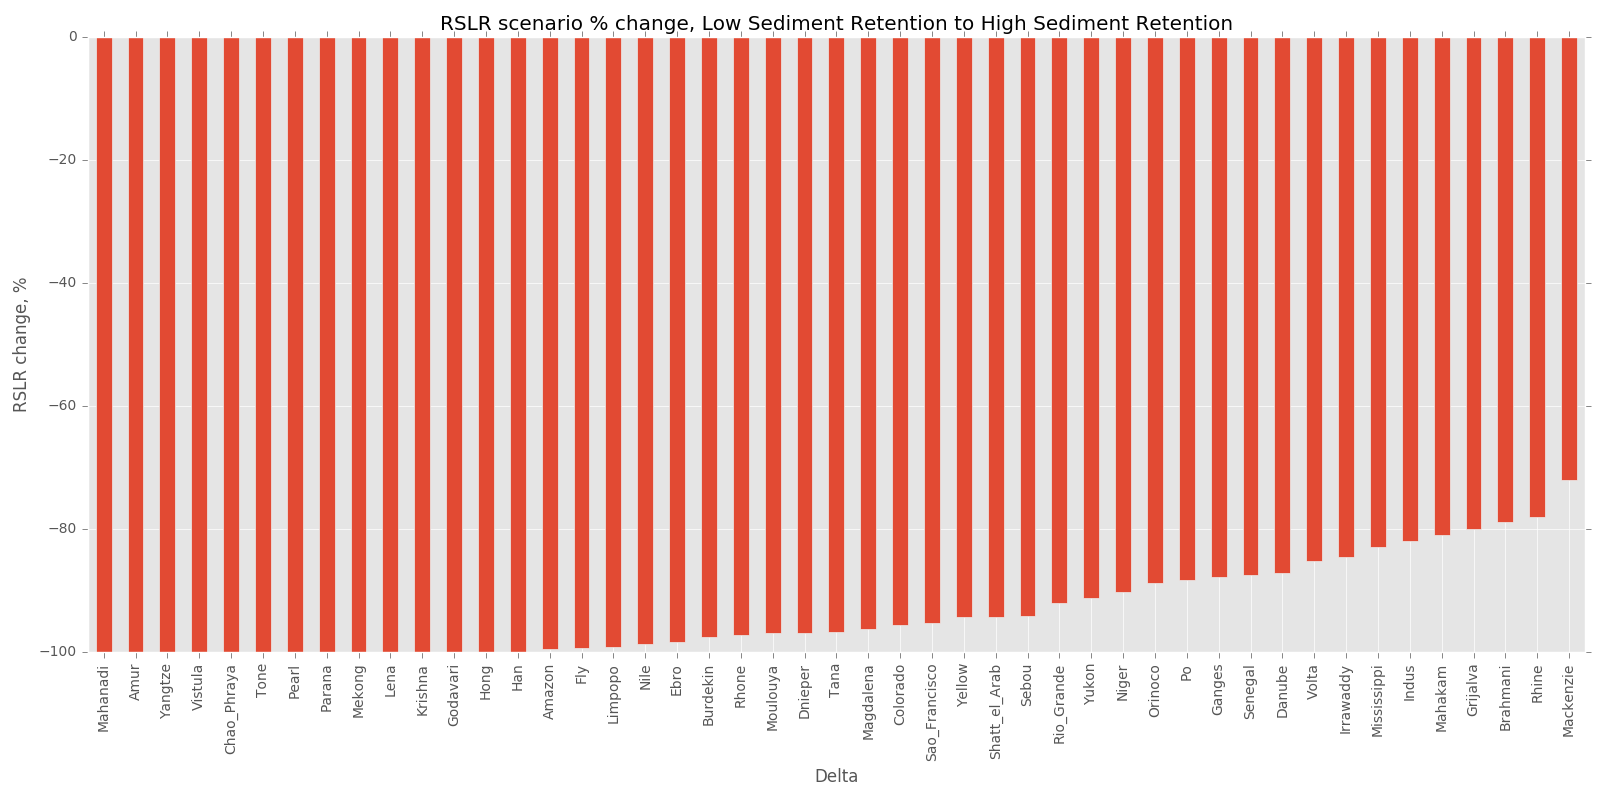 RSLR scenario % change, Low Sediment Retention to High Sediment Retention
RSLR change, %
0
−20
−40
−60
−80
−100
Mahanadi
Amur
Yangtze
Vistula
Chao_Phraya
Tone
Pearl
Parana
Mekong
Lena
Krishna
Godavari
Hong
Han
Amazon
Fly
Limpopo
Nile
Ebro
Burdekin
Rhone
Moulouya
Dnieper
Tana
Magdalena
Colorado
Sao_Francisco
Yellow
Shatt_el_Arab
Sebou
Rio_Grande
Yukon
Niger
Orinoco
Po
Ganges
Senegal
Danube
Volta
Irrawaddy
Mississippi
Indus
Mahakam
Grijalva
Brahmani
Rhine
Mackenzie
Delta